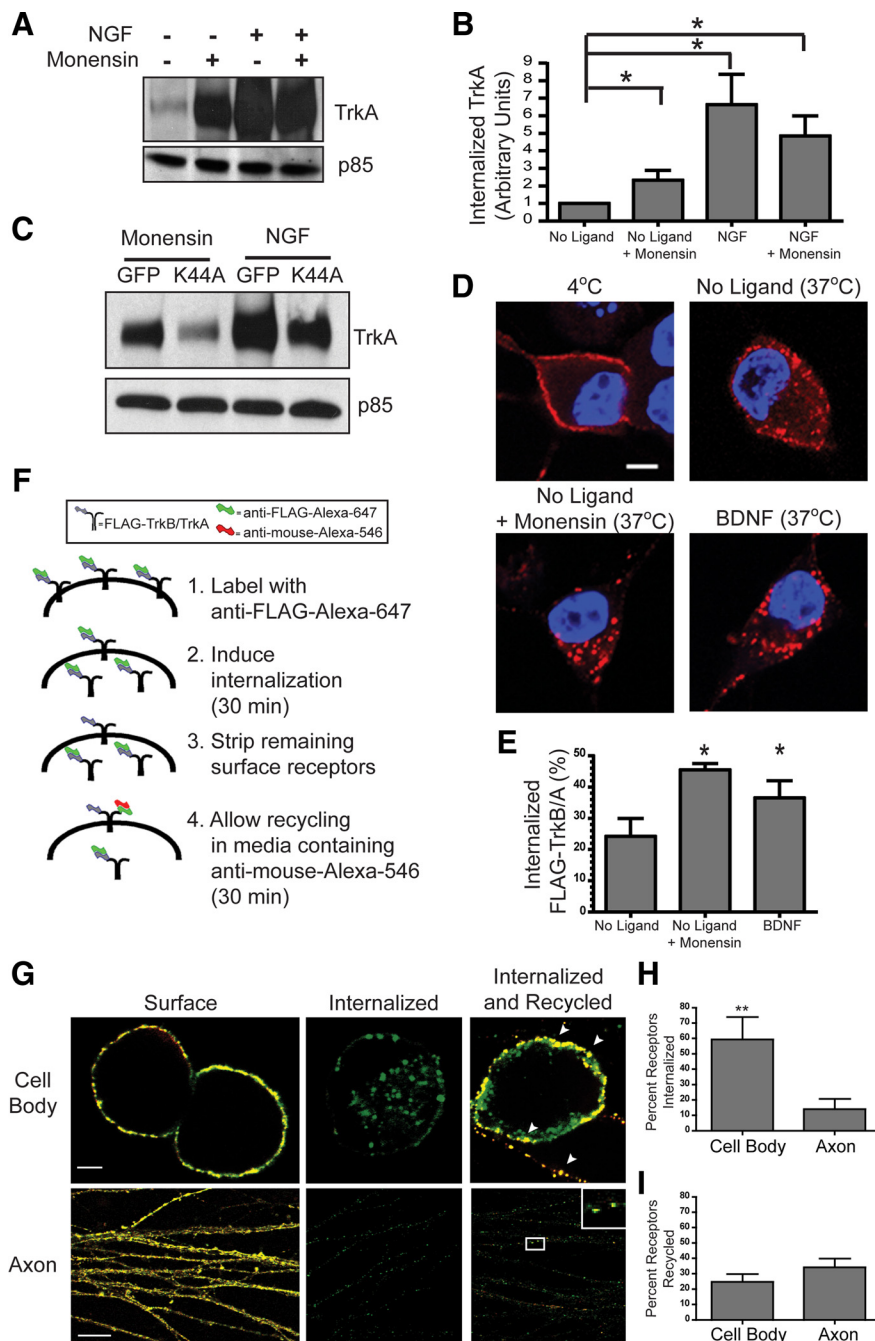 A
NGF - - + +
Monensin - + - +
TrkA
p85
B
* * *
Internalized TrkA
(Arbitrary Units)
9
8
7
6
5
4
3
2
1
0
No Ligand
No Ligand
+ Monensin
NGF
NGF
+ Monensin
C
Monensin NGF
GFP K44A GFP K44A
TrkA
p85
D
4°C
No Ligand (37°C)
No Ligand
+ Monensin (37°C)
BDNF (37°C)
E
* *
Internalized
FLAG-TrkB/A (%)
50
40
30
20
10
0
No Ligand
No Ligand
+ Monensin
BDNF
F
=FLAG-TrkB/TrkA
=anti-FLAG-Alexa-647
=anti-mouse-Alexa-546
1. Label with
anti-FLAG-Alexa-647
2. Induce
internalization
(30 min)
3. Strip remaining
surface receptors
4. Allow recycling
in media containing
anti-mouse-Alexa-546
(30 min)
G
Surface
Internalized
Internalized
and Recycled
Cell
Body
Axon
H
**
Percent Receptors
Internalized
80
70
60
50
40
30
20
10
0
Cell Body Axon
I
Percent Receptors
Recycled
80
70
60
50
40
30
20
10
0
Cell Body Axon